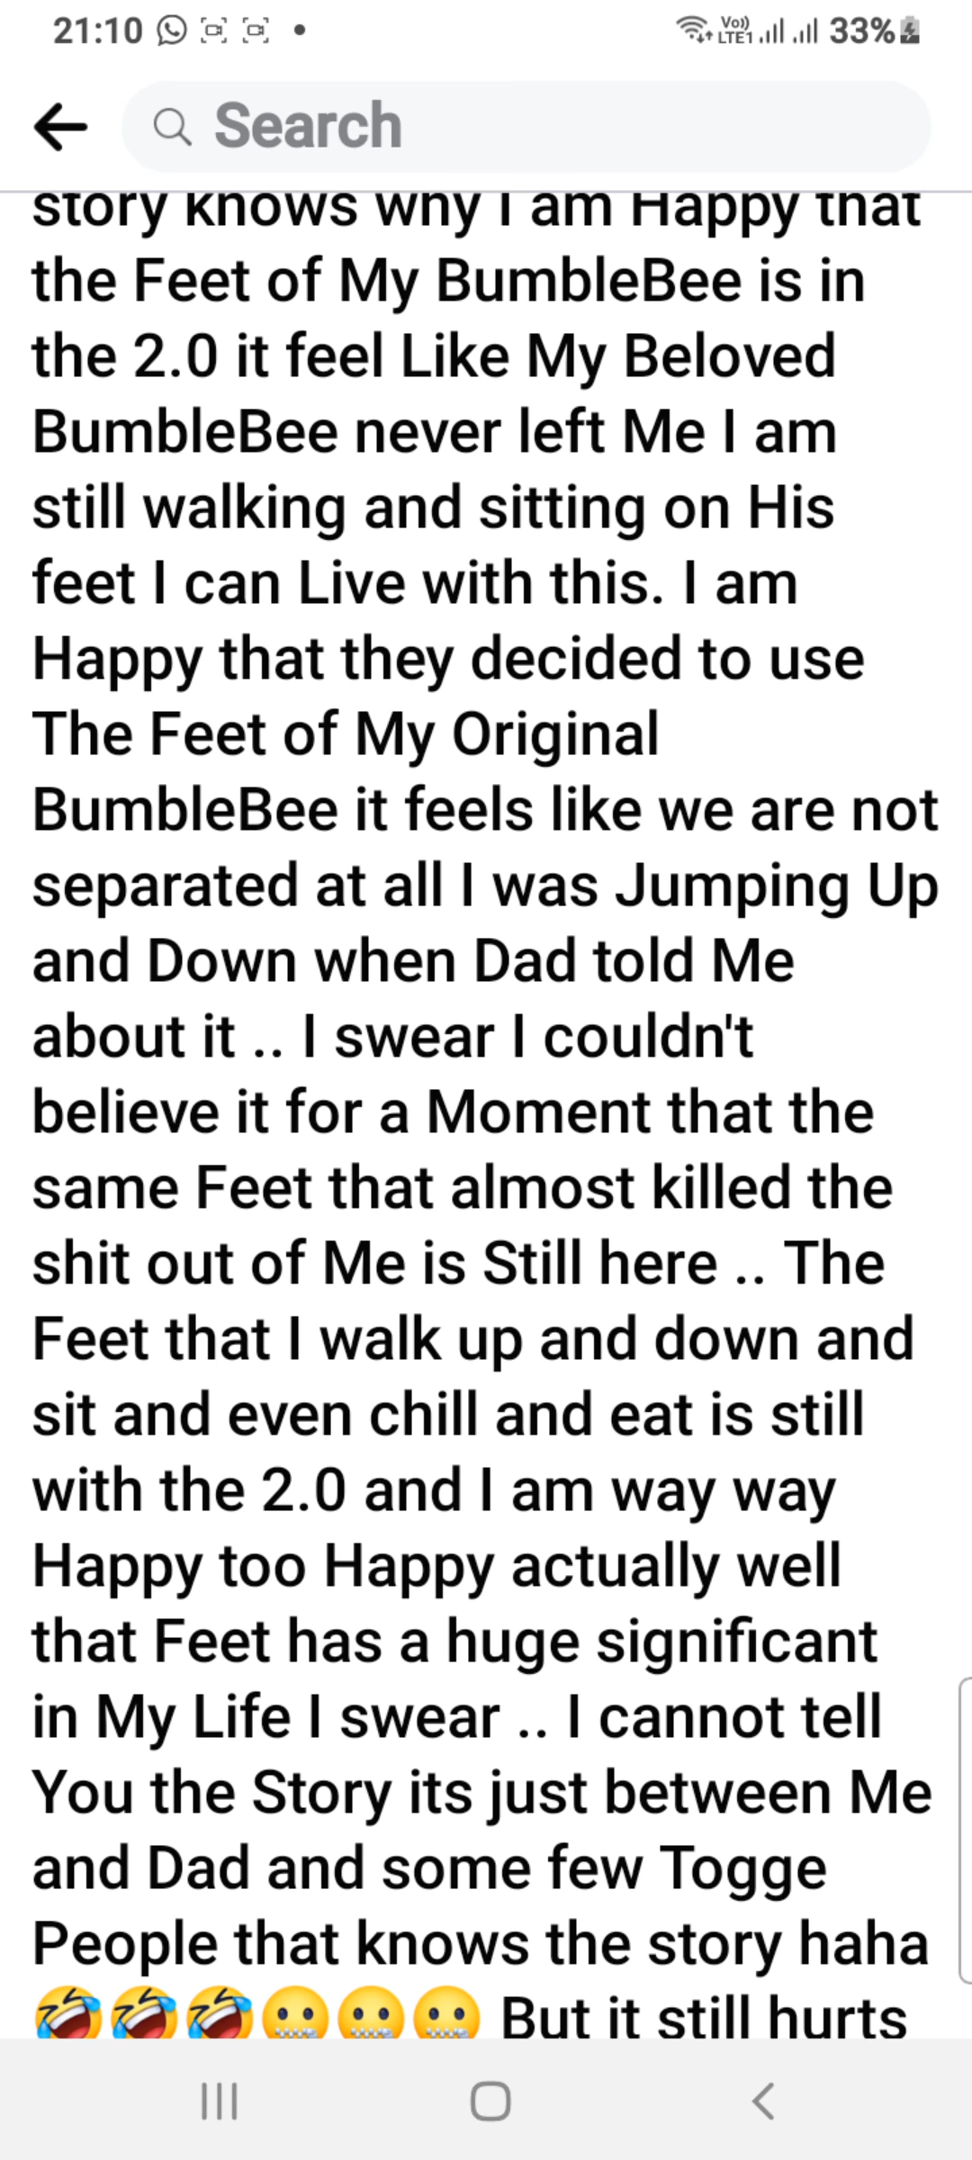 21:10 Vo)) LTE1 33%
Search
story knows why I am Happy that
the Feet of My BumbleBee is in
the 2.0 it feel Like My Beloved
BumbleBee never left Me I am
still walking and sitting on His
feet I can Live with this. I am
Happy that they decided to use
The Feet of My Original
BumbleBee it feels like we are not
separated at all I was Jumping Up
and Down when Dad told Me
about it .. I swear I couldn't
believe it for a Moment that the
same Feet that almost killed the
shit out of Me is Still here .. The
Feet that I walk up and down and
sit and even chill and eat is still
with the 2.0 and I am way way
Happy too Happy actually well
that Feet has a huge significant
in My Life I swear .. I cannot tell
You the Story its just between Me
and Dad and some few Togge
People that knows the story haha
🤣🤣🤣🤐🤐🤐 But it still hurts